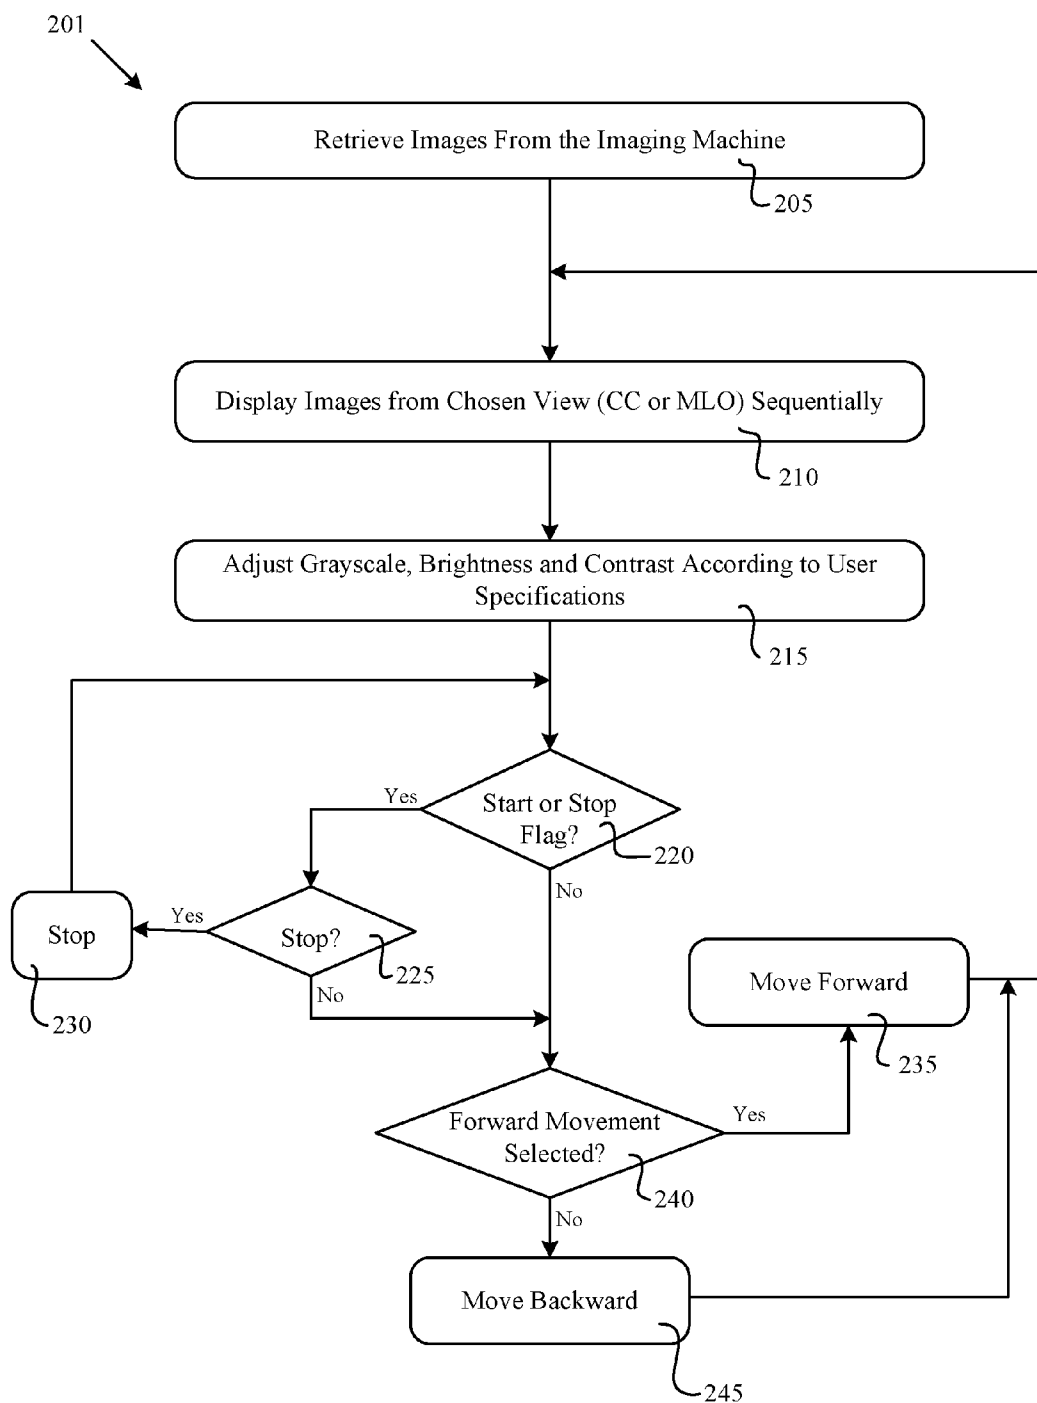 201
Retrieve Images From the Imaging Machine
205
Display Images from Chosen View (CC or MLO) Sequentially
210
Adjust Grayscale, Brightness and Contrast According to User
Specifications
215
Yes
Start or Stop
Flag?
220
No
Stop
230
Yes
Stop?
225
No
Move Forward
235
Forward Movement
Selected?
240
Yes
No
Move Backward
245